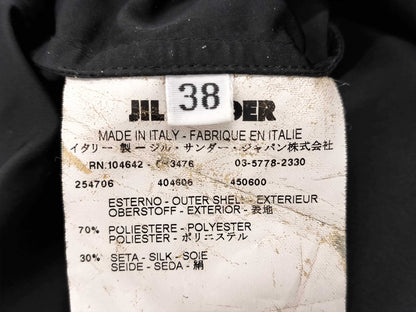 38
JIL DER
MADE IN ITALY - FABRIQUE EN ITALIE
イタリー 製 ージル・サンダー・ジャパン株式会社
RN.104642 - 3476 03-5778-2330
254706 404606 450600
ESTERNO - OUTER SHELL - EXTERIEUR
OBERSTOFF - EXTERIOR - 表地
70% POLIESTERE - POLYESTER
POLIESTER - ポリエステル
30% SETA - SILK - SOIE
SEIDE - SEDA - 絹